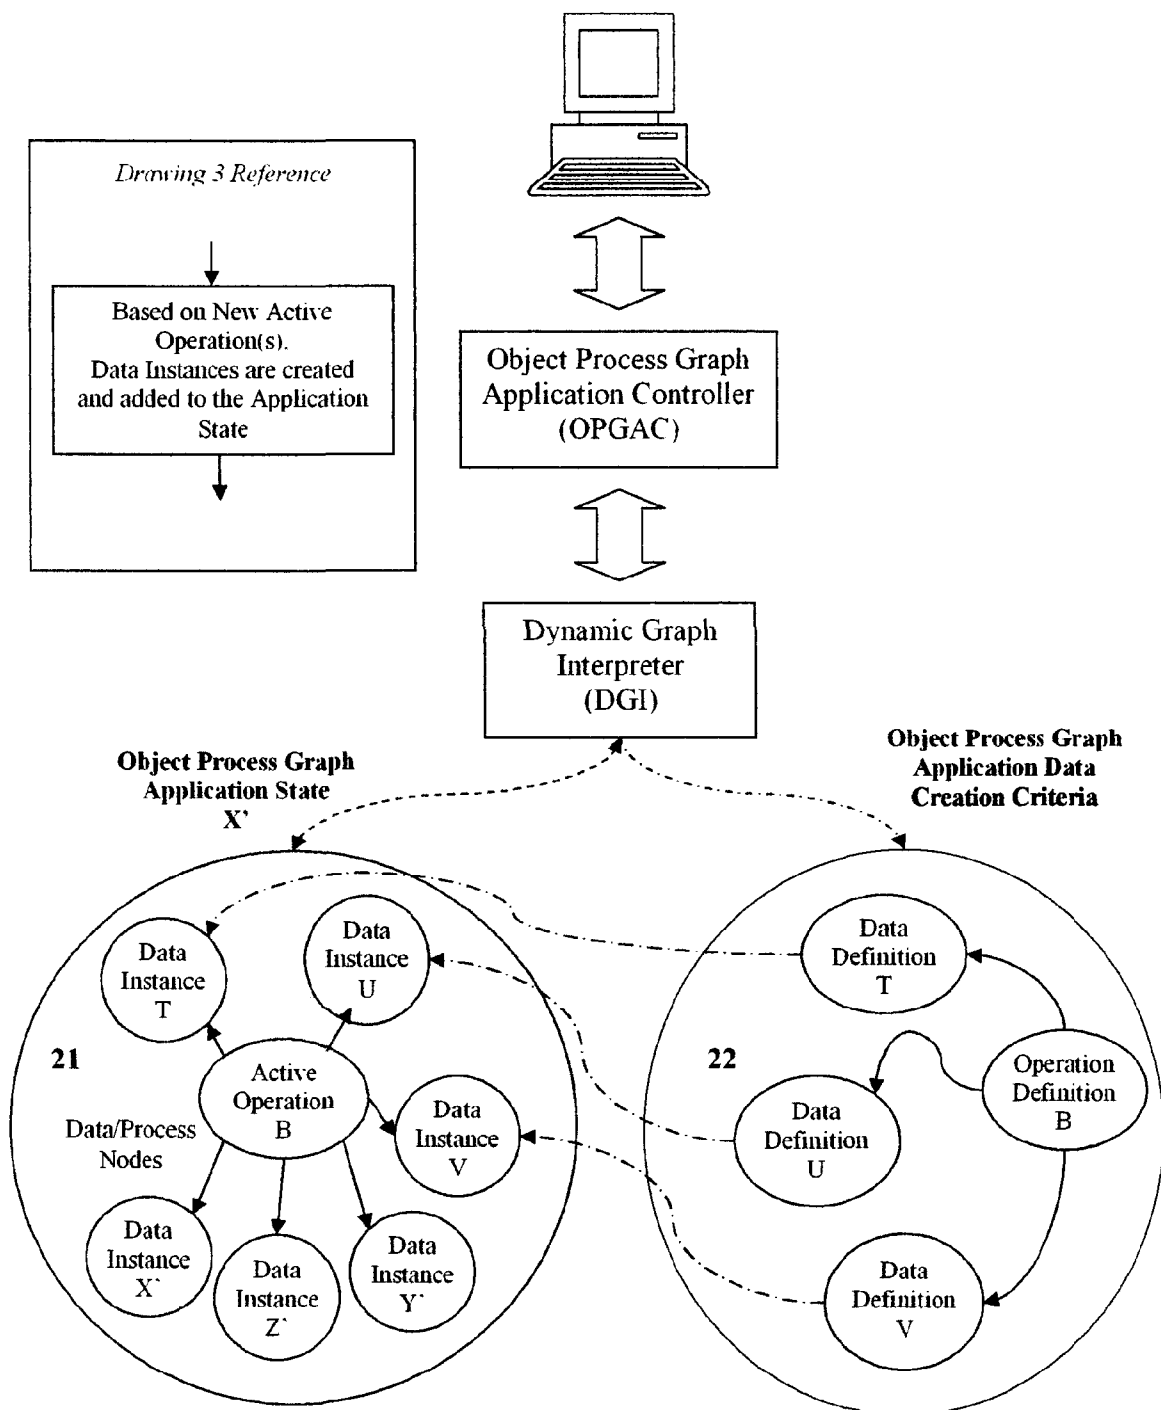 Drawing 3 Reference
Based on New Active
Operation(s).
Data Instances are created
and added to the Application
State
Object Process Graph
Application Controller
(OPGAC)
Dynamic Graph
Interpreter
(DGI)
Object Process Graph
Application State
X'
Object Process Graph
Application Data
Creation Criteria
21
Data
Instance
T
Data
Instance
U
Active
Operation
B
Data
Instance
V
Data/Process
Nodes
Data
Instance
X`
Data
Instance
Z`
Data
Instance
Y`
22
Data
Definition
T
Operation
Definition
B
Data
Definition
U
Data
Definition
V